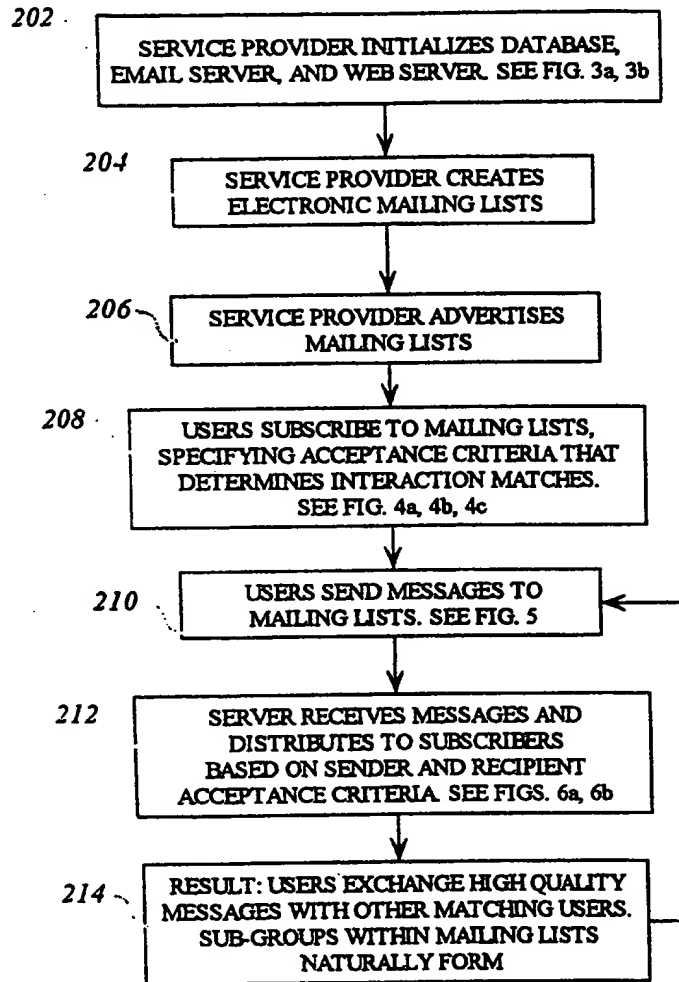 202
SERVICE PROVIDER INITIALIZES DATABASE,
EMAIL SERVER, AND WEB SERVER. SEE FIG. 3a, 3b
204
SERVICE PROVIDER CREATES
ELECTRONIC MAILING LISTS
206
SERVICE PROVIDER ADVERTISES
MAILING LISTS
208
USERS SUBSCRIBE TO MAILING LISTS,
SPECIFYING ACCEPTANCE CRITERIA THAT
DETERMINES INTERACTION MATCHES.
SEE FIG. 4a, 4b, 4c
210
USERS SEND MESSAGES TO
MAILING LISTS. SEE FIG. 5
212
SERVER RECEIVES MESSAGES AND
DISTRIBUTES TO SUBSCRIBERS
BASED ON SENDER AND RECIPIENT
ACCEPTANCE CRITERIA. SEE FIGS. 6a, 6b
214
RESULT: USERS EXCHANGE HIGH QUALITY
MESSAGES WITH OTHER MATCHING USERS.
SUB-GROUPS WITHIN MAILING LISTS
NATURALLY FORM